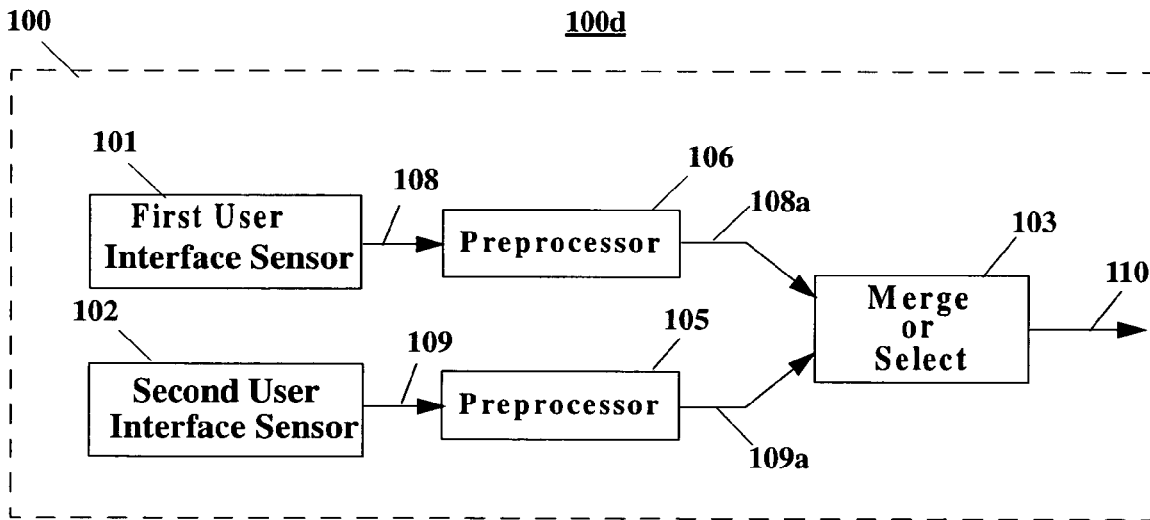 100
100d
101
First User
Interface Sensor
108
106
Preprocessor
108a
103
Merge
or
Select
110
102
Second User
Interface Sensor
109
105
Preprocessor
109a